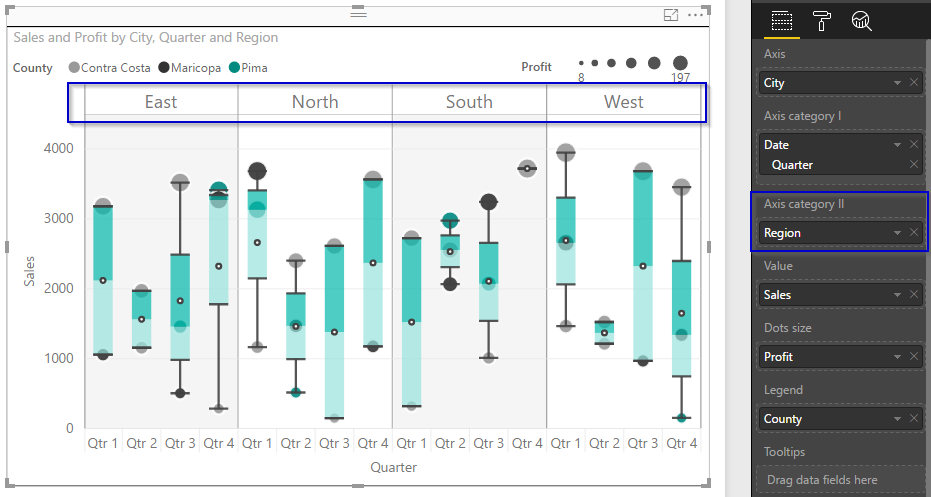 Sales and Profit by City, Quarter and Region
County Contra Costa Maricopa Pima
Profit
8 197
East North South West
4000
3000
2000
1000
0
Sales
Qtr 1 Qtr 2 Qtr 3 Qtr 4 Qtr 1 Qtr 2 Qtr 3 Qtr 4 Qtr 1 Qtr 2 Qtr 3 Qtr 4 Qtr 1 Qtr 2 Qtr 3 Qtr 4
Quarter
Axis
City
Axis category I
Date
Quarter
Axis category II
Region
Value
Sales
Dots size
Profit
Legend
County
Tooltips
Drag data fields here